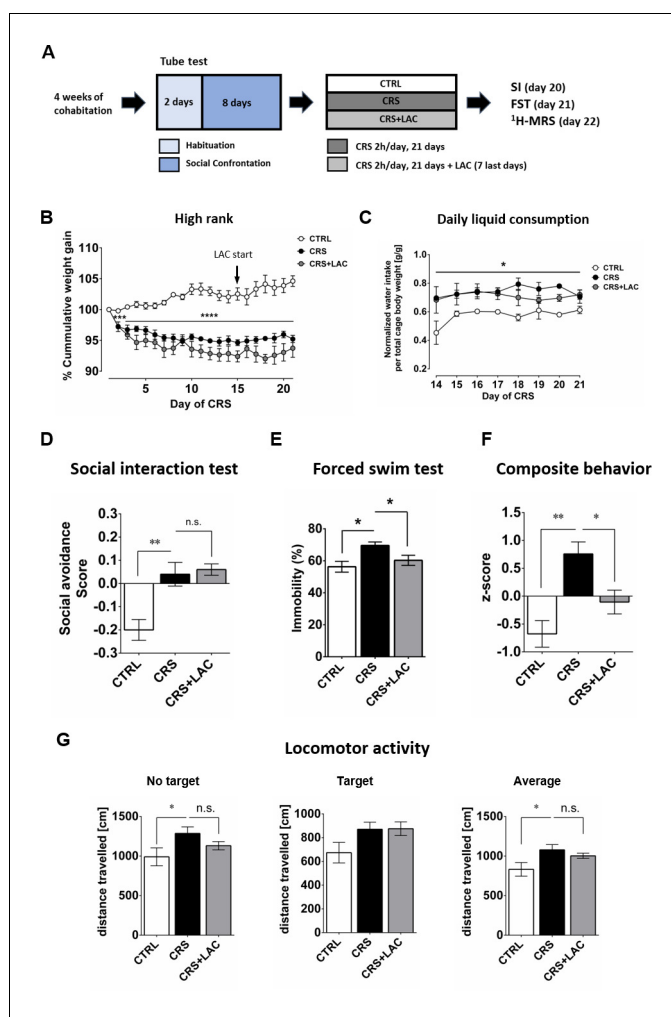 A
4 weeks of
cohabitation
Tube test
2 days
8 days
Habituation
Social Confrontation
CTRL
CRS
CRS+LAC
CRS 2h/day, 21 days
CRS 2h/day, 21 days + LAC (7 last days)
SI (day 20)
FST (day 21)
¹H-MRS (day 22)
B
High rank
% Cummulative weight gain
110
105
100
95
90
LAC start
***
****
CTRL
CRS
CRS+LAC
5
10
15
20
Day of CRS
C
Daily liquid consumption
Normalized water intake
per total cage body weight [g/g]
1.0
0.8
0.6
0.4
0.2
*
CTRL
CRS
CRS+LAC
14
15
16
17
18
19
20
21
Day of CRS
D
Social interaction test
Social avoidance
Score
0.3
0.2
0.1
0.0
-0.1
-0.2
-0.3
**
n.s.
CTRL
CRS
CRS+LAC
E
Forced swim test
Immobility (%)
80
60
40
20
0
*
*
CTRL
CRS
CRS+LAC
F
Composite behavior
z-score
1.5
1.0
0.5
0.0
-0.5
-1.0
**
*
CTRL
CRS
CRS+LAC
G
Locomotor activity
No target
distance travelled [cm]
1500
1000
500
0
*
n.s.
CTRL
CRS
CRS+LAC
Target
distance travelled [cm]
1000
800
600
400
200
0
CTRL
CRS
CRS+LAC
Average
distance travelled [cm]
1500
1000
500
0
*
n.s.
CTRL
CRS
CRS+LAC